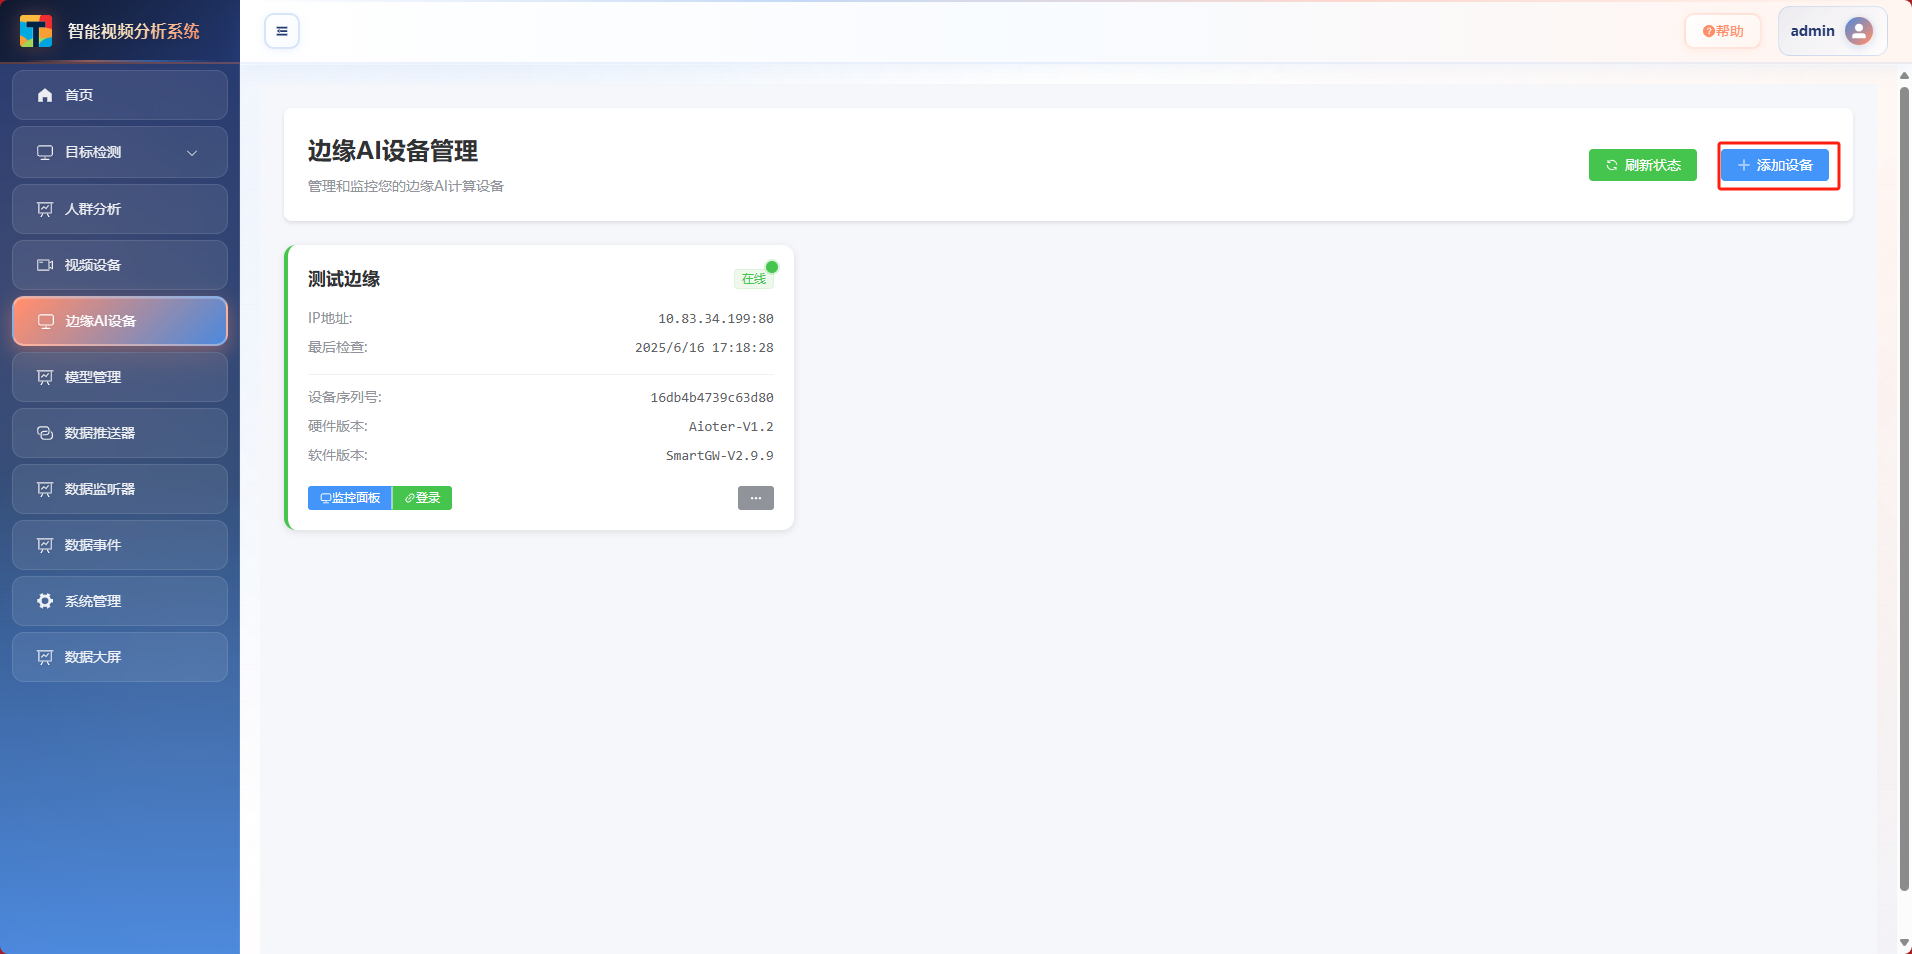 智能视频分析系统
帮助
admin
首页
目标检测
人群分析
视频设备
边缘AI设备
模型管理
数据推送器
数据监听器
数据事件
系统管理
数据大屏
边缘AI设备管理
管理和监控您的边缘AI计算设备
刷新状态
添加设备
测试边缘
在线
IP地址: 10.83.34.199:80
最后检查: 2025/6/16 17:18:28
设备序列号: 16db4b4739c63d80
硬件版本: Aioter-V1.2
软件版本: SmartGW-V2.9.9
监控面板 登录 ...